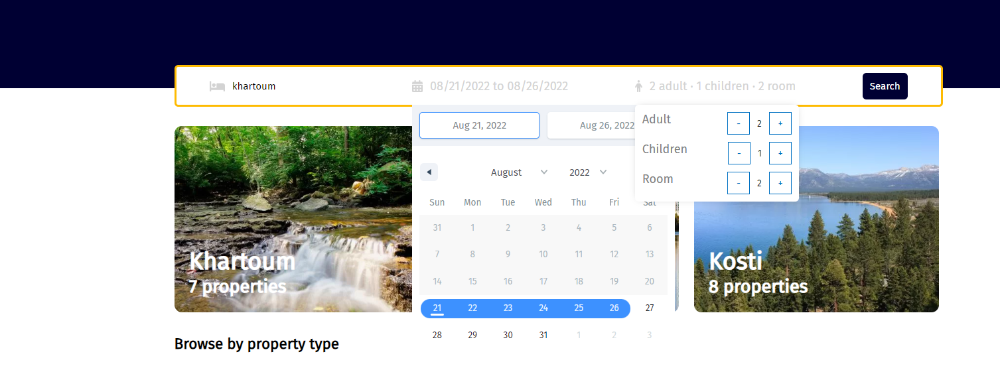 khartoum
08/21/2022 to 08/26/2022
2 adult · 1 children · 2 room
Search
Aug 21, 2022
Aug 26, 2022
Adult
- 2 +
Children
- 1 +
Room
- 2 +
August
2022
Sun Mon Tue Wed Thu Fri Sat
31 1 2 3 4 5 6
7 8 9 10 11 12 13
14 15 16 17 18 19 20
21 22 23 24 25 26 27
28 29 30 31 1 2 3
Khartoum
7 properties
Kosti
8 properties
Browse by property type